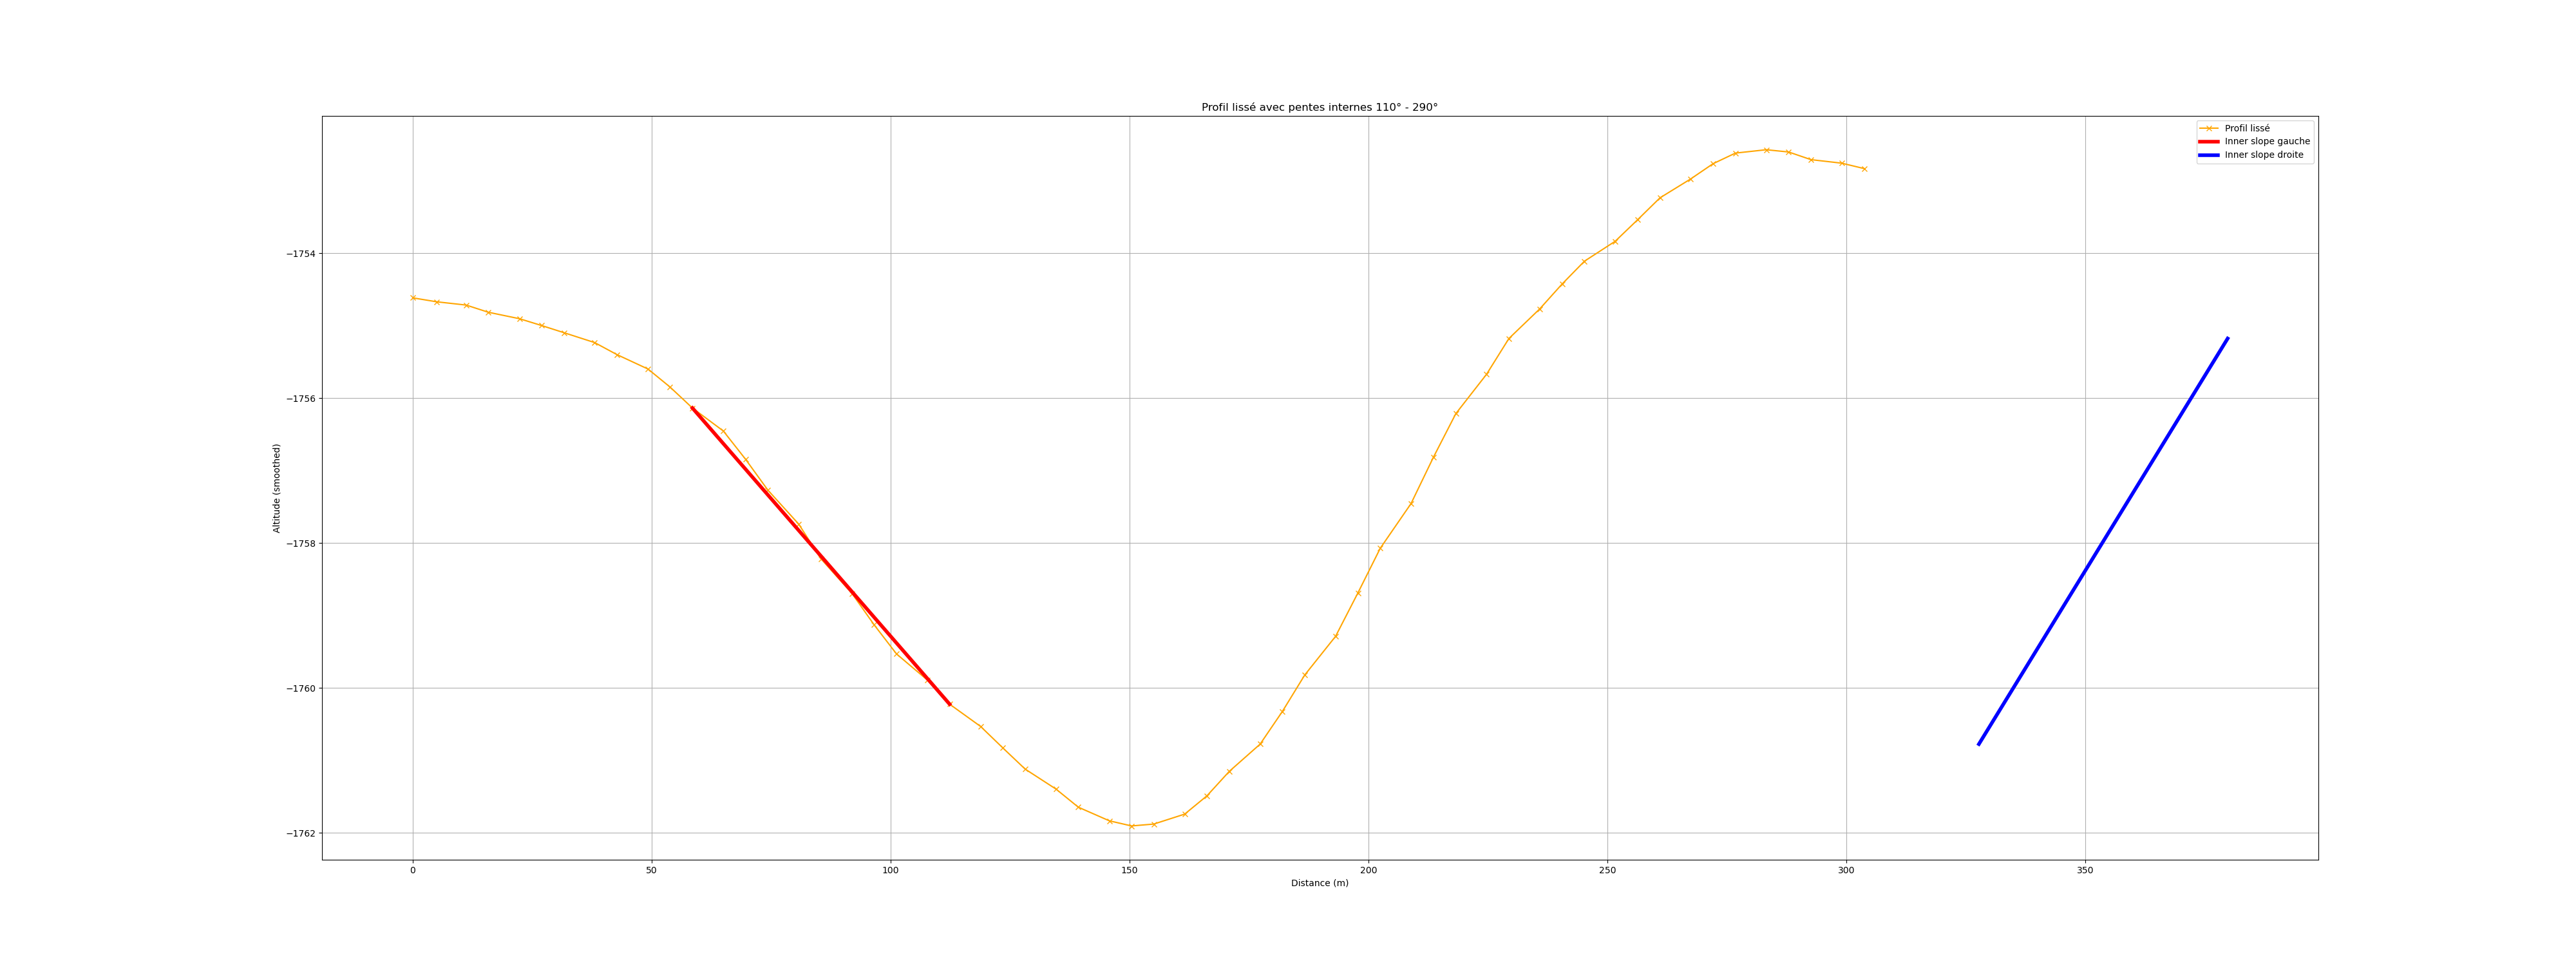 Profil lissé avec pentes internes 110° - 290°
Profil lissé
Inner slope gauche
Inner slope droite
Altitude (smoothed)
−1754
−1756
−1758
−1760
−1762
0 50 100 150 200 250 300 350
Distance (m)